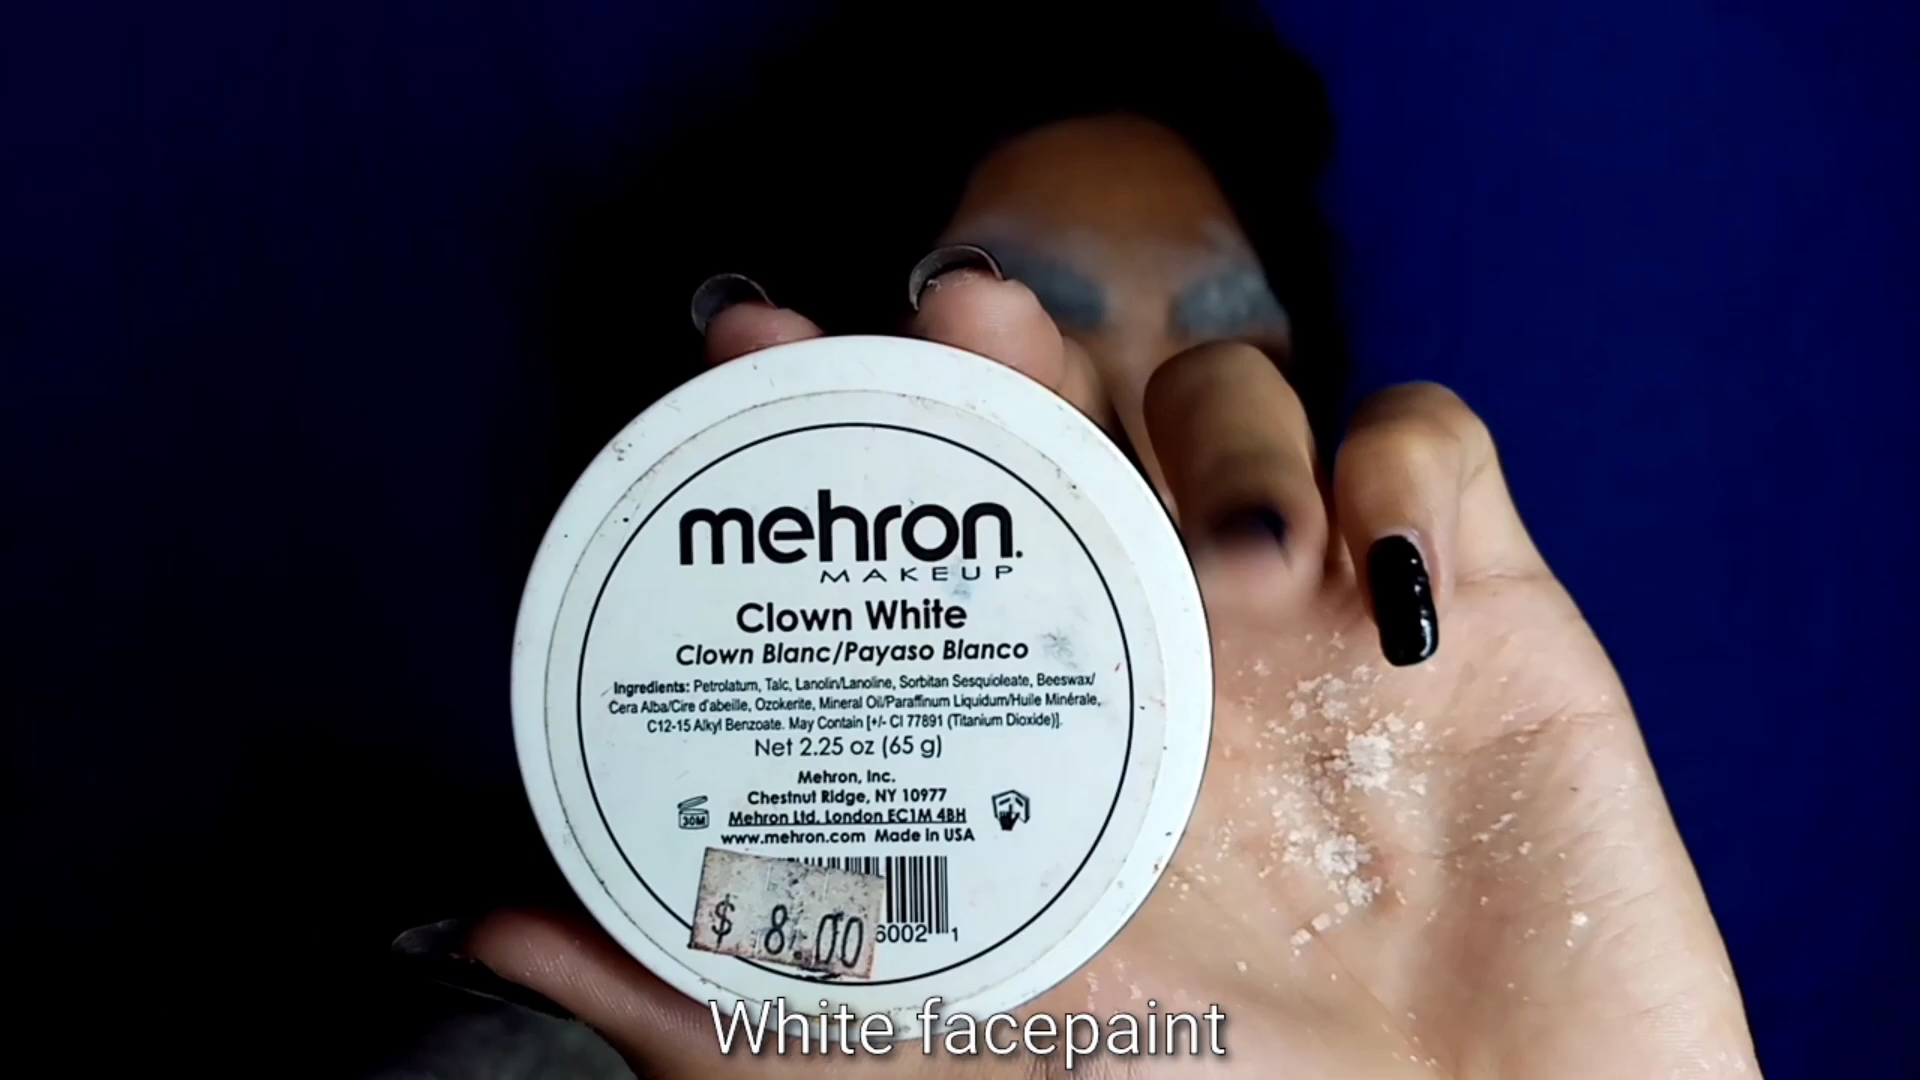 mehron.
MAKEUP
Clown White
Clown Blanc/Payaso Blanco
Ingredients: Petrolatum, Talc, Lanolin/Lanoline, Sorbitan Sesquioleate, Beeswax/
Cera Alba/Cire d'abeille, Ozokerite, Mineral Oil/Paraffinum Liquidum/Huile Minérale,
C12-15 Alkyl Benzoate. May Contain [+/- CI 77891 (Titanium Dioxide)].
Net 2.25 oz (65 g)
Mehron, Inc.
Chestnut Ridge, NY 10977
30M
Mehron Ltd. London EC1M 4BH
www.mehron.com Made in USA
$ 8.00
6002 1
White facepaint